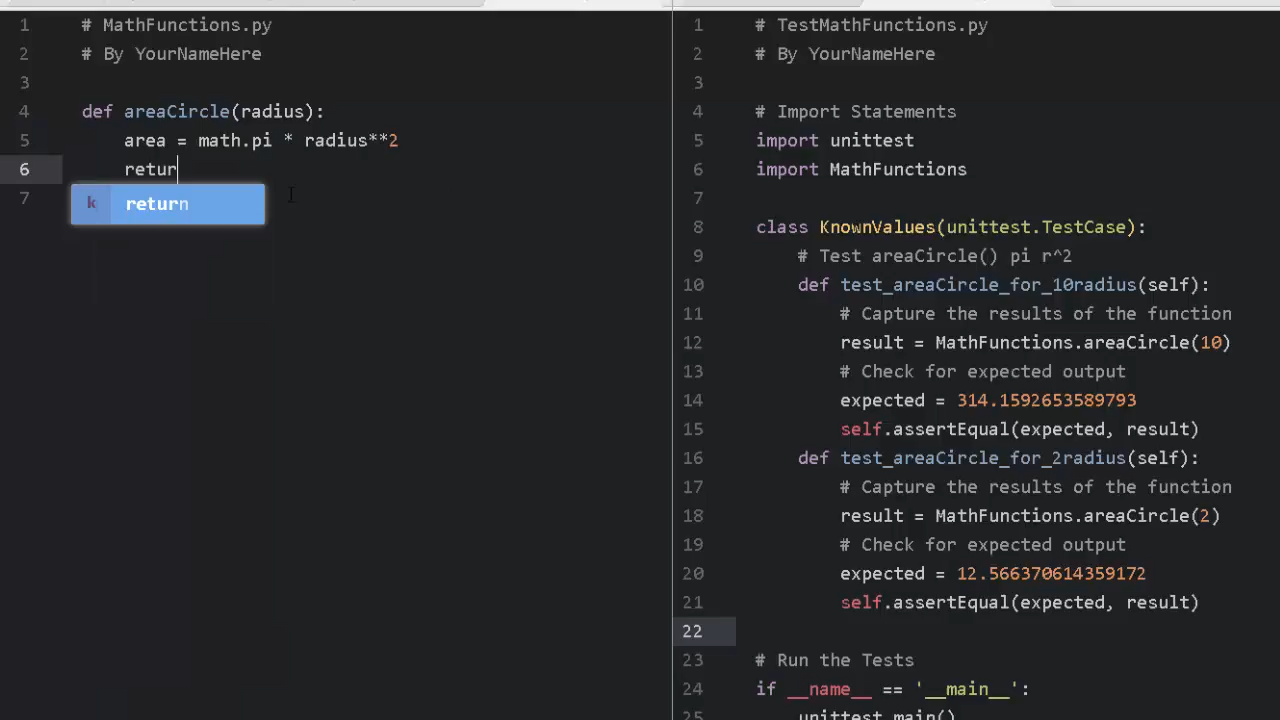 1 # MathFunctions.py
2 # By YourNameHere
3
4 def areaCircle(radius):
5 area = math.pi * radius**2
6 retur
k return
7
1 # TestMathFunctions.py
2 # By YourNameHere
3
4 # Import Statements
5 import unittest
6 import MathFunctions
7
8 class KnownValues(unittest.TestCase):
9 # Test areaCircle() pi r^2
10 def test_areaCircle_for_10radius(self):
11 # Capture the results of the function
12 result = MathFunctions.areaCircle(10)
13 # Check for expected output
14 expected = 314.1592653589793
15 self.assertEqual(expected, result)
16 def test_areaCircle_for_2radius(self):
17 # Capture the results of the function
18 result = MathFunctions.areaCircle(2)
19 # Check for expected output
20 expected = 12.566370614359172
21 self.assertEqual(expected, result)
22
23 # Run the Tests
24 if __name__ == '__main__':
25 unittest.main()